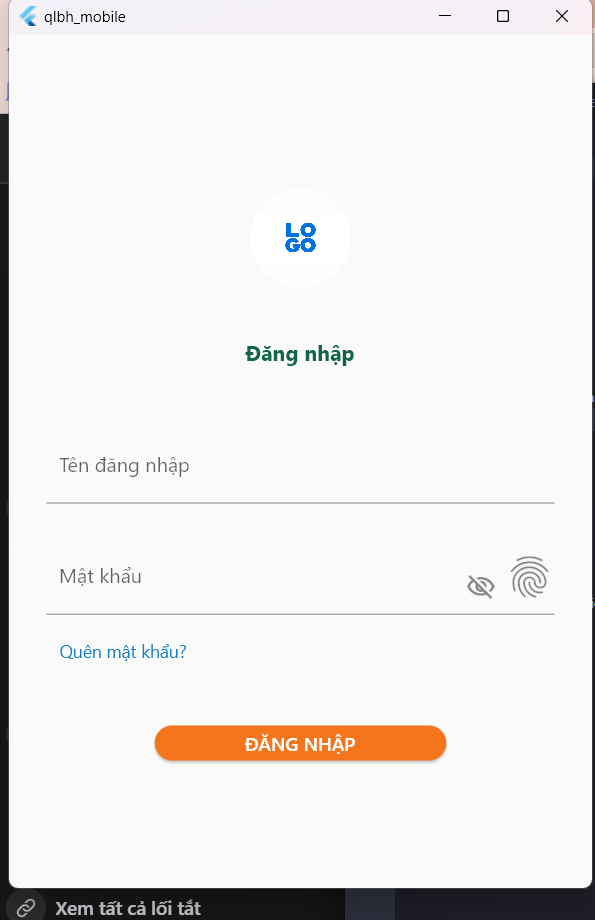 qlbh_mobile
LO
GO
Đăng nhập
Tên đăng nhập
Mật khẩu
Quên mật khẩu?
ĐĂNG NHẬP
Xem tất cả lối tắt